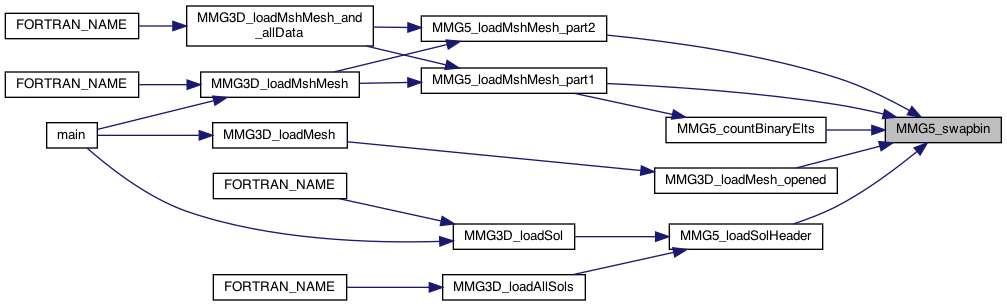 FORTRAN_NAME
MMG3D_loadMshMesh_and
_allData
MMG5_loadMshMesh_part2
FORTRAN_NAME
MMG3D_loadMshMesh
MMG5_loadMshMesh_part1
main
MMG3D_loadMesh
MMG5_countBinaryElts
MMG5_swapbin
MMG3D_loadMesh_opened
FORTRAN_NAME
MMG3D_loadSol
MMG5_loadSolHeader
FORTRAN_NAME
MMG3D_loadAllSols